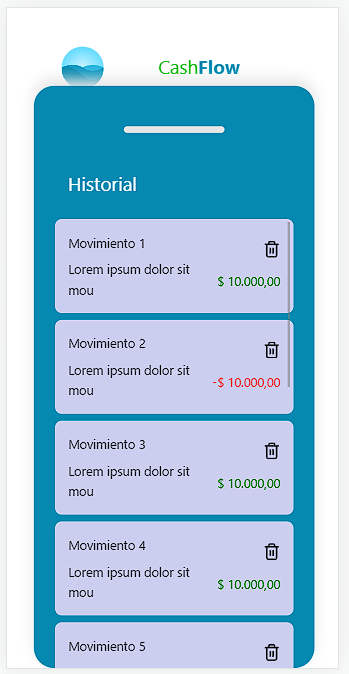 CashFlow
Historial
Movimiento 1
Lorem ipsum dolor sit
mou
$ 10.000,00
Movimiento 2
Lorem ipsum dolor sit
mou
-$ 10.000,00
Movimiento 3
Lorem ipsum dolor sit
mou
$ 10.000,00
Movimiento 4
Lorem ipsum dolor sit
mou
$ 10.000,00
Movimiento 5